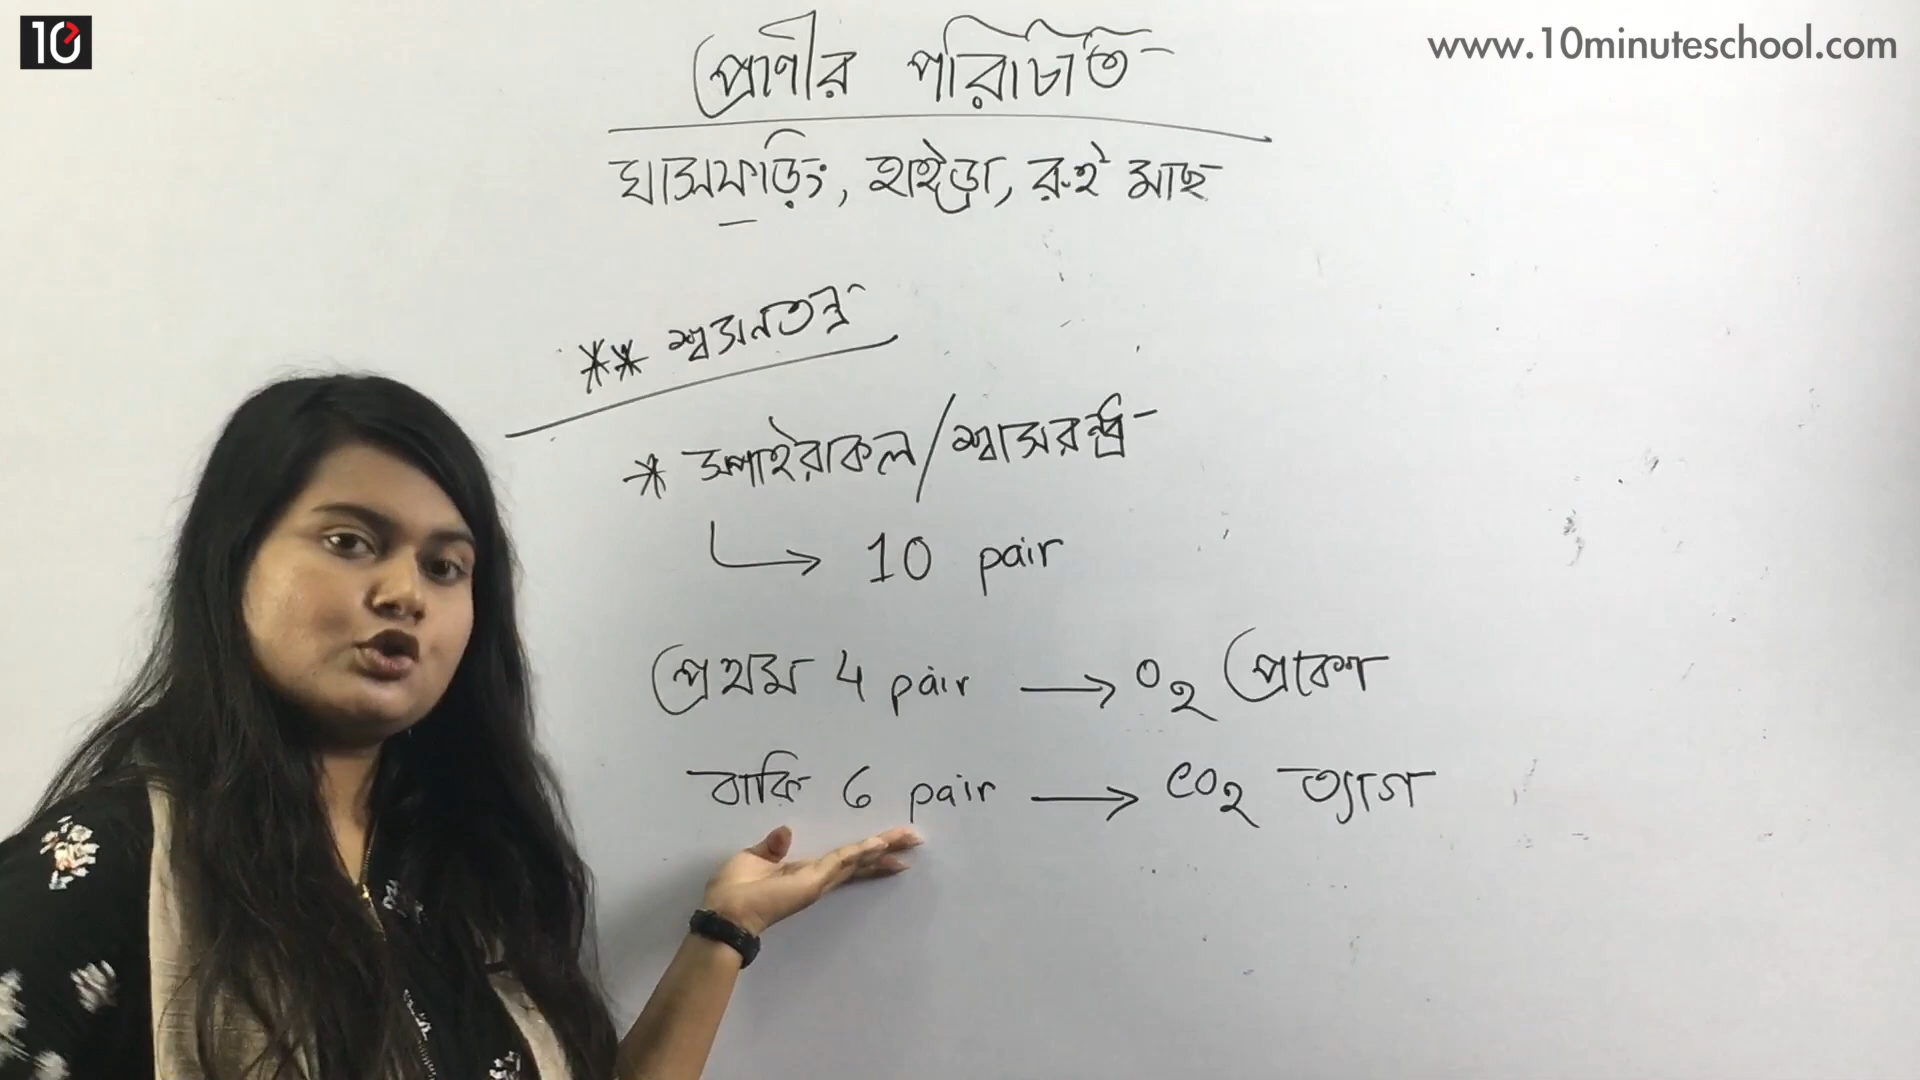 10
www.10minuteschool.com
প্রাণীর পরিচিতি
ঘাসফড়িং, হাইড্রা, রুই মাছ
** শ্বসনতন্ত্র
* স্পাইরাকল/শ্বাসরন্ধ্র
↳ 10 pair
প্রথম 4 pair → O₂ প্রবেশ
বাকি 6 pair → CO₂ ত্যাগ